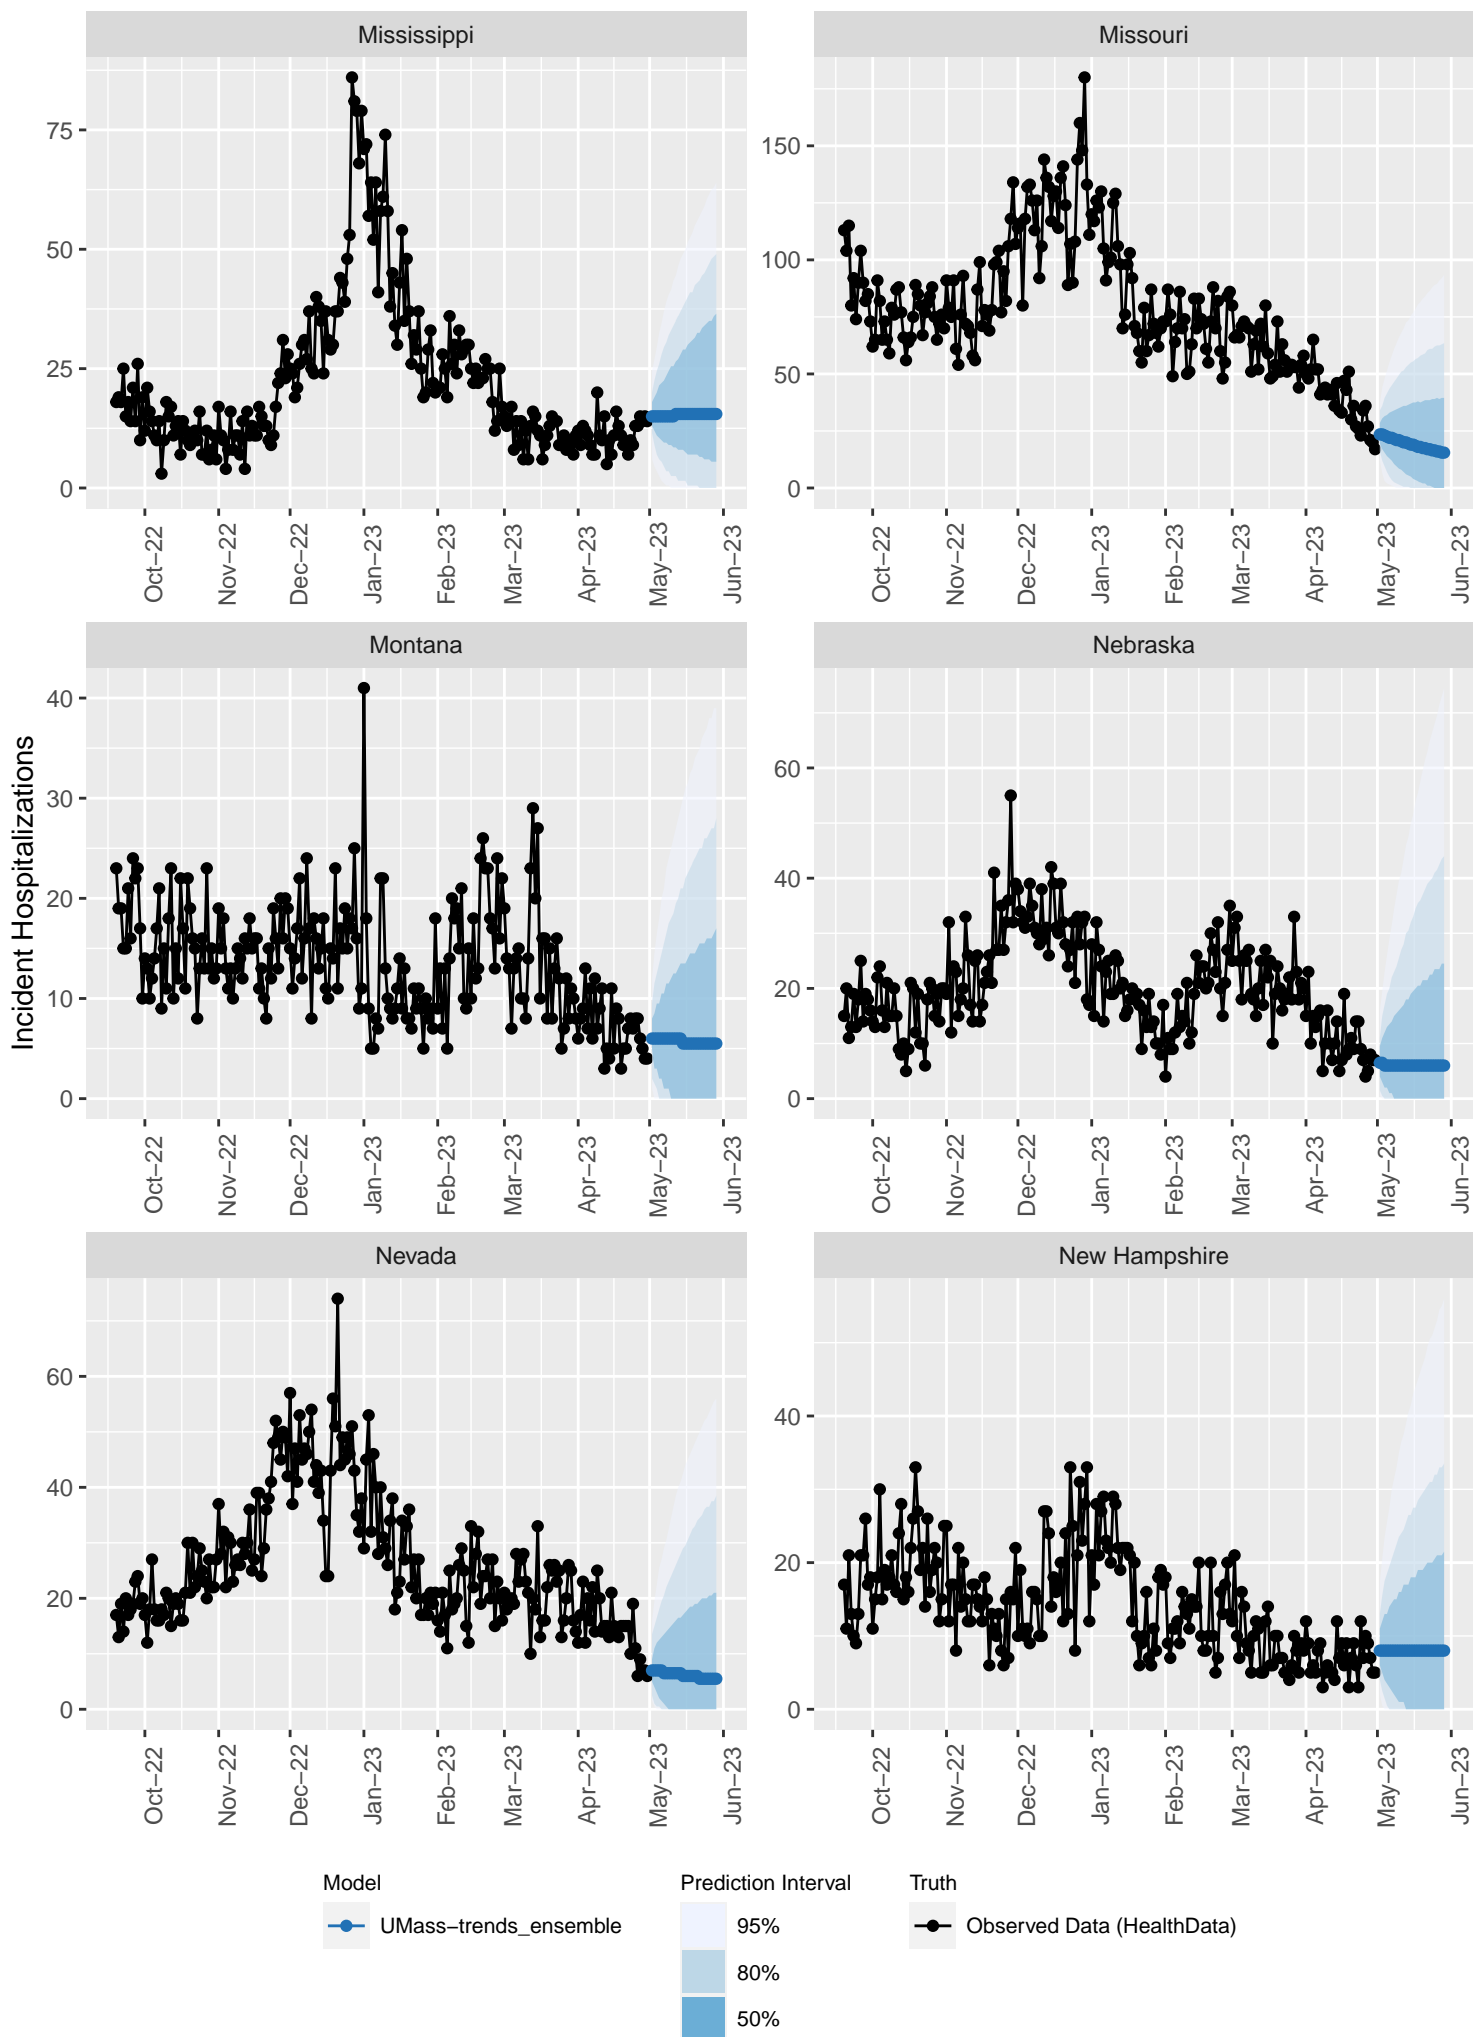 Mississippi
Missouri
75
50
25
0
150
100
50
0
Oct−22
Nov−22
Dec−22
Jan−23
Feb−23
Mar−23
Apr−23
May−23
Jun−23
Oct−22
Nov−22
Dec−22
Jan−23
Feb−23
Mar−23
Apr−23
May−23
Jun−23
Incident Hospitalizations
Montana
Nebraska
40
30
20
10
0
60
40
20
0
Oct−22
Nov−22
Dec−22
Jan−23
Feb−23
Mar−23
Apr−23
May−23
Jun−23
Oct−22
Nov−22
Dec−22
Jan−23
Feb−23
Mar−23
Apr−23
May−23
Jun−23
Nevada
New Hampshire
60
40
20
0
40
20
0
Oct−22
Nov−22
Dec−22
Jan−23
Feb−23
Mar−23
Apr−23
May−23
Jun−23
Oct−22
Nov−22
Dec−22
Jan−23
Feb−23
Mar−23
Apr−23
May−23
Jun−23
Model
UMass−trends_ensemble
Prediction Interval
95%
80%
50%
Truth
Observed Data (HealthData)